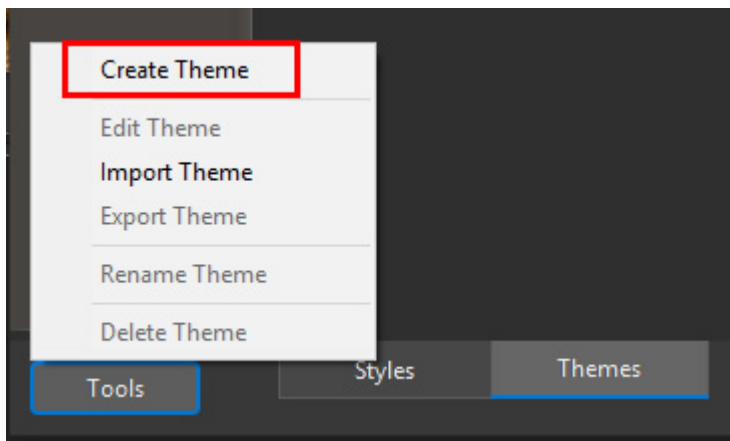 Create Theme
Edit Theme
Import Theme
Export Theme
Rename Theme
Delete Theme
Tools
Styles
Themes